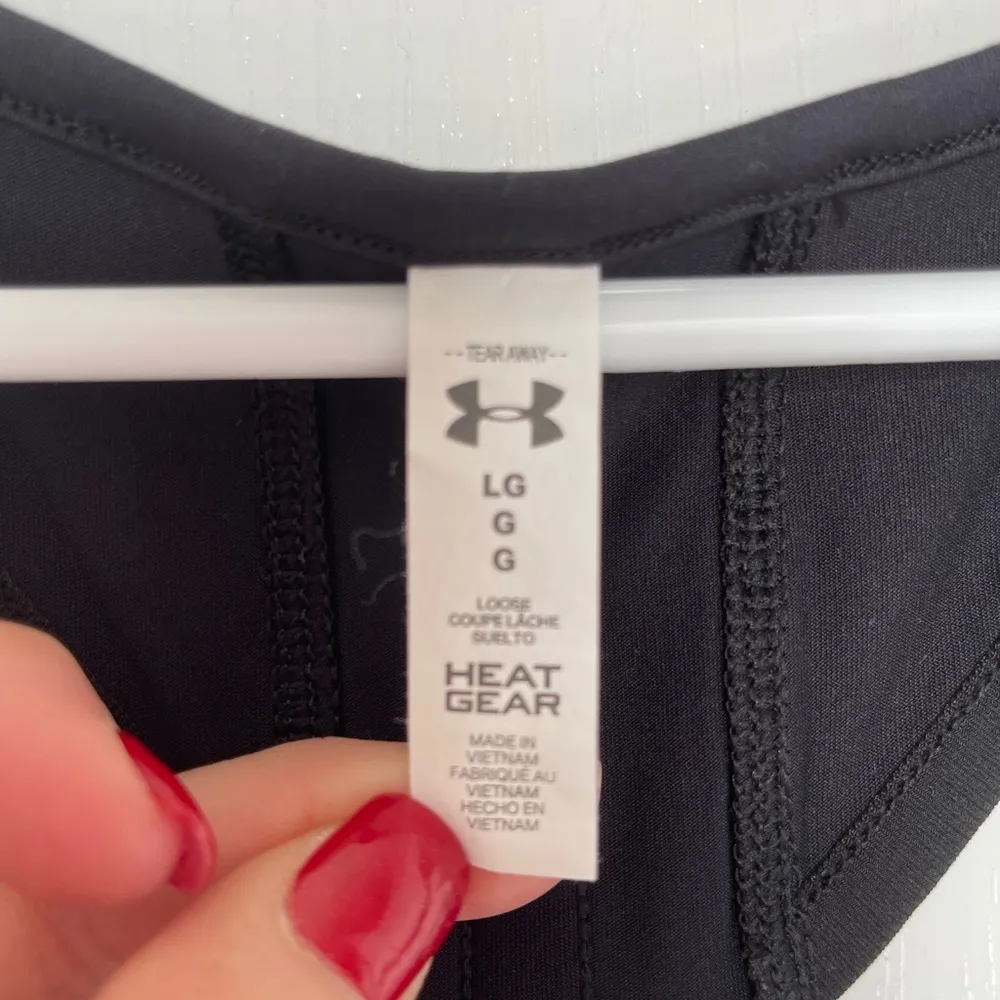 --TEAR AWAY--
LG
G
G
LOOSE
COUPE LÂCHE
SUELTO
HEAT
GEAR
MADE IN
VIETNAM
FABRIQUÉ AU
VIETNAM
HECHO EN
VIETNAM